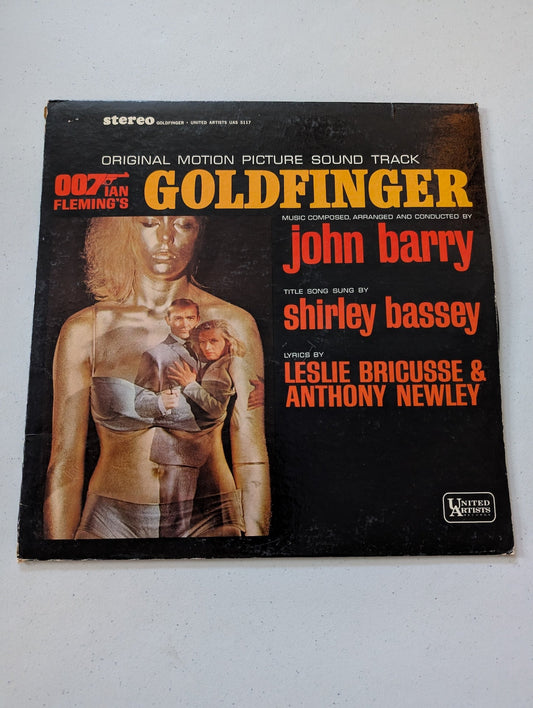 stereo GOLDFINGER • UNITED ARTISTS UAS 5117
ORIGINAL MOTION PICTURE SOUND TRACK
007 IAN
FLEMING'S
GOLDFINGER
MUSIC COMPOSED, ARRANGED AND CONDUCTED BY
john barry
TITLE SONG SUNG BY
shirley bassey
LYRICS BY
LESLIE BRICUSSE &
ANTHONY NEWLEY
UNITED
ARTISTS
RECORDS